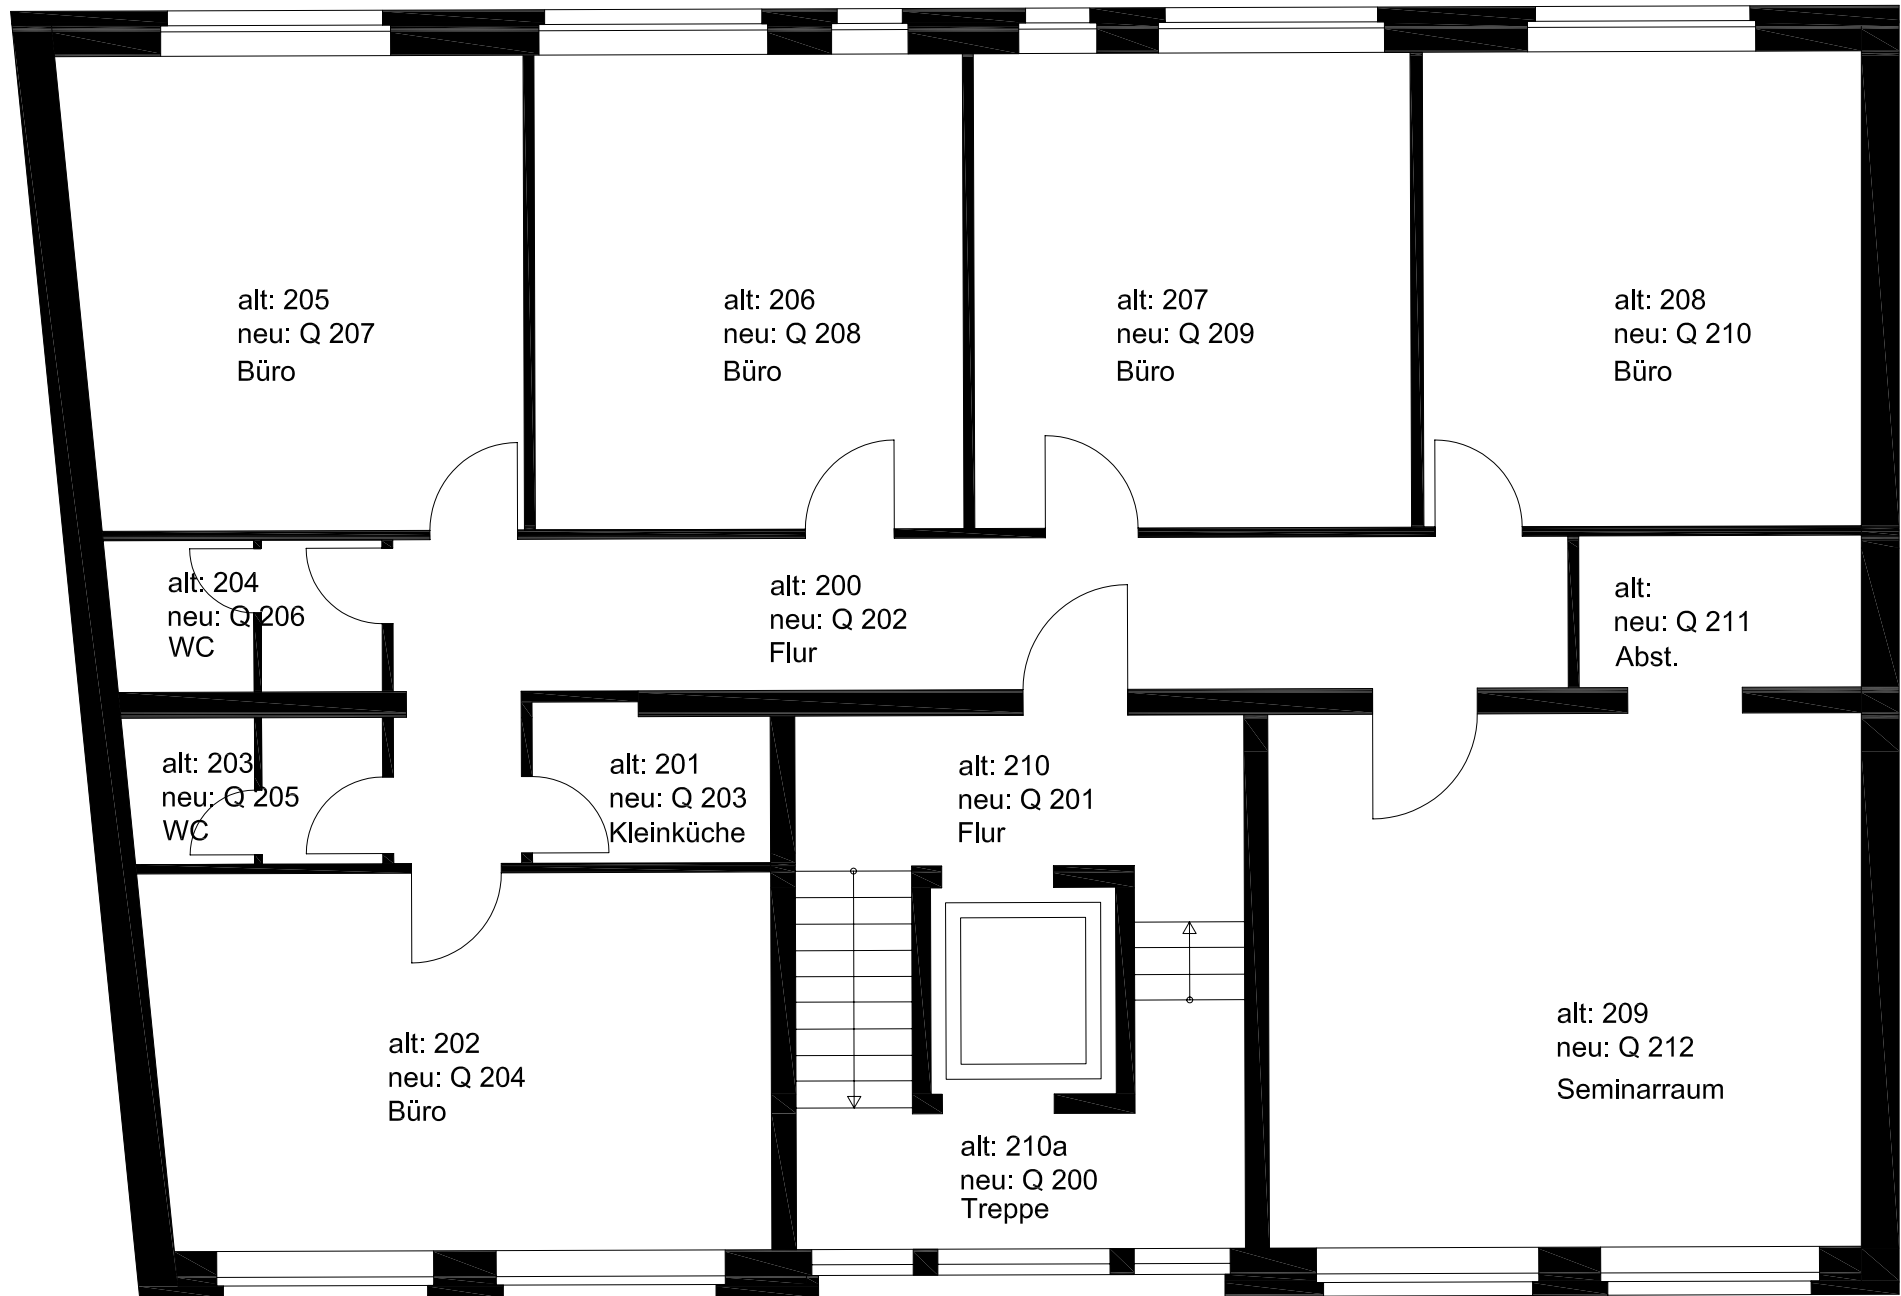 alt: 205
neu: Q 207
Büro
alt: 206
neu: Q 208
Büro
alt: 207
neu: Q 209
Büro
alt: 208
neu: Q 210
Büro
alt: 204
neu: Q 206
WC
alt: 200
neu: Q 202
Flur
alt:
neu: Q 211
Abst.
alt: 203
neu: Q 205
WC
alt: 201
neu: Q 203
Kleinküche
alt: 210
neu: Q 201
Flur
alt: 202
neu: Q 204
Büro
alt: 210a
neu: Q 200
Treppe
alt: 209
neu: Q 212
Seminarraum